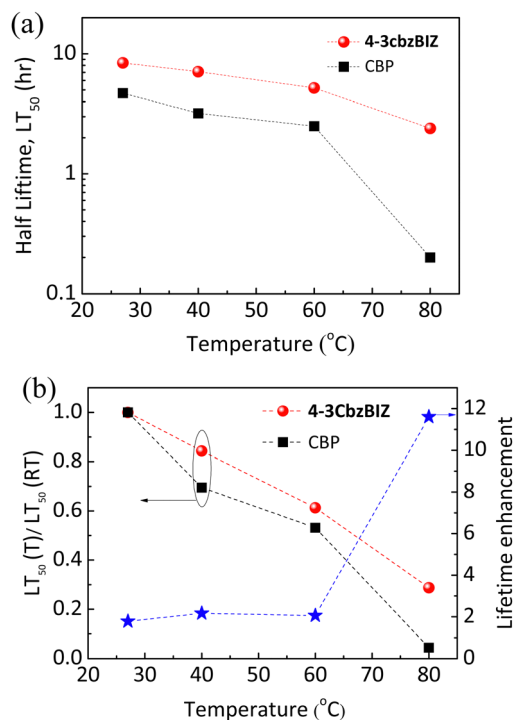 (a)
4-3cbzBIZ
CBP
Half Liftime, LT50 (hr)
10
1
0.1
20 30 40 50 60 70 80
Temperature (°C)
(b)
4-3CbzBIZ
CBP
LT50 (T)/ LT50 (RT)
1.0
0.8
0.6
0.4
0.2
0.0
12
10
8
6
4
2
0
Lifetime enhancement
20 30 40 50 60 70 80
Temperature (°C)